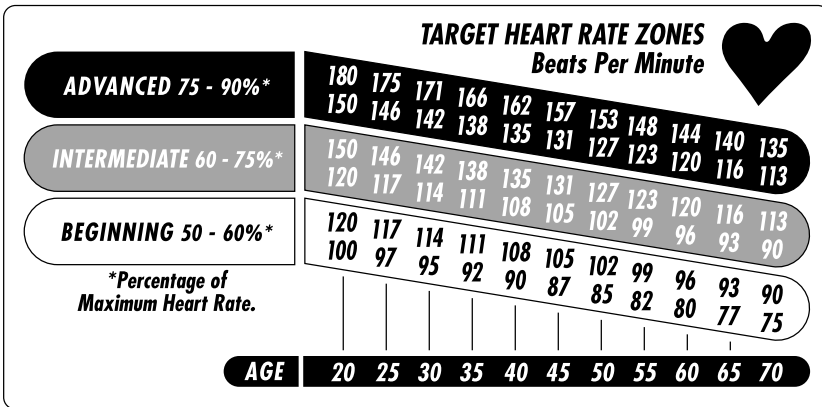 TARGET HEART RATE ZONES
Beats Per Minute
ADVANCED 75 - 90%*
180 175 171 166 162 157 153 148 144 140 135
150 146 142 138 135 131 127 123 120 116 113
INTERMEDIATE 60 - 75%*
150 146 142 138 135 131 127 123 120 116 113
120 117 114 111 108 105 102 99 96 93 90
BEGINNING 50 - 60%*
120 117 114 111 108 105 102 99 96 93 90
100 97 95 92 90 87 85 82 80 77 75
*Percentage of
Maximum Heart Rate.
AGE 20 25 30 35 40 45 50 55 60 65 70